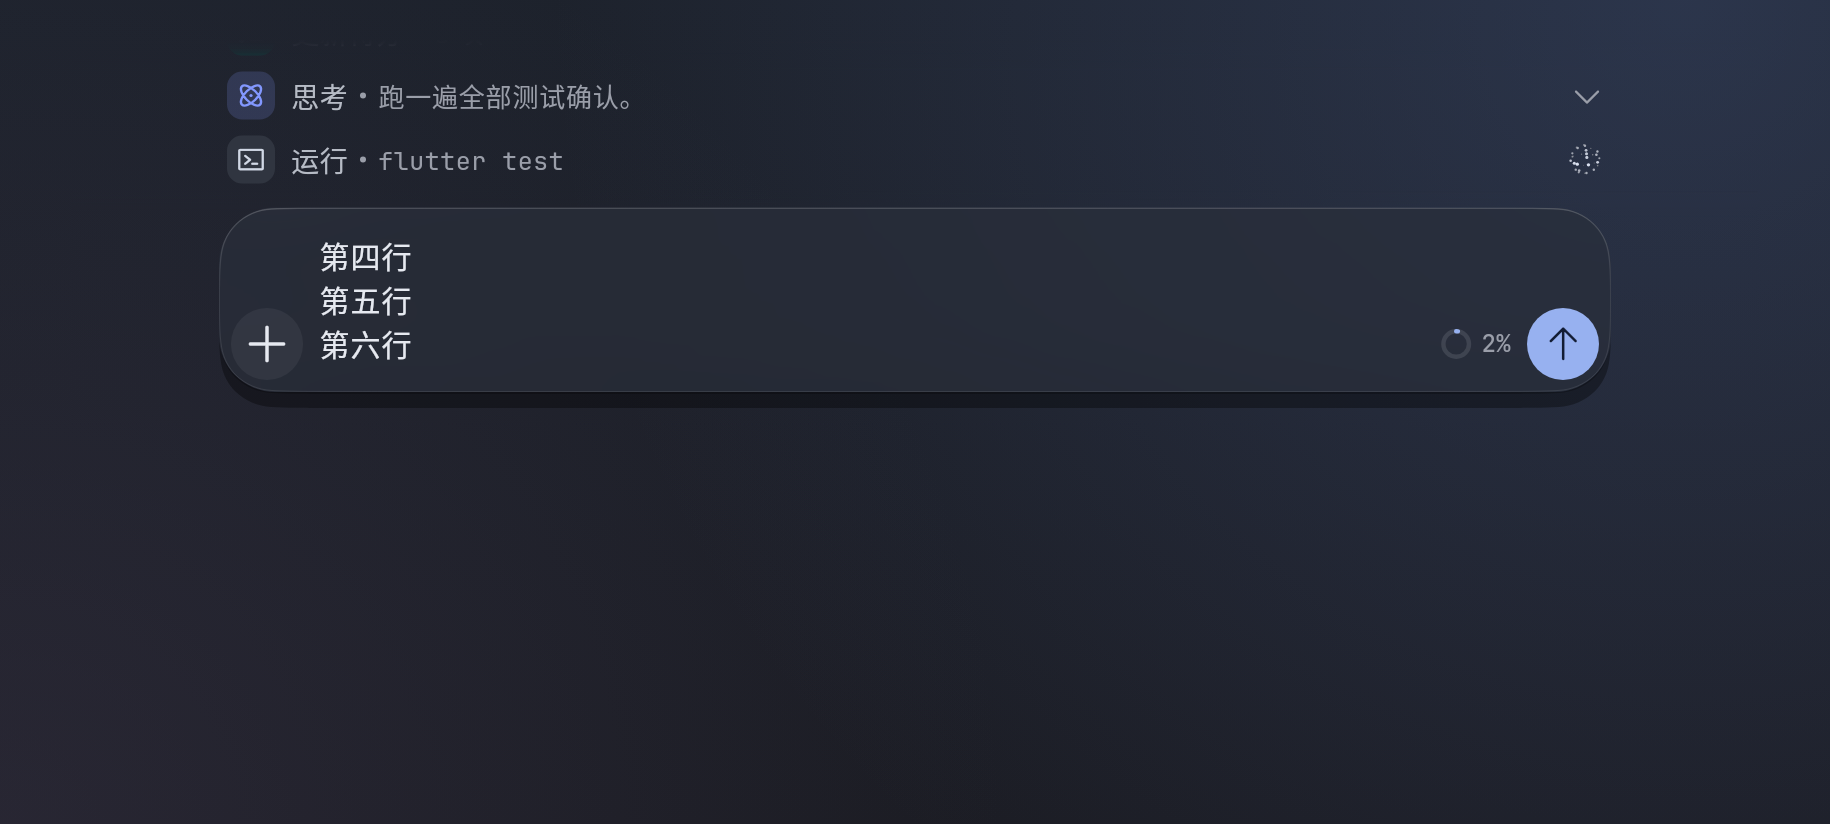 思考・跑一遍全部测试确认。
运行・flutter test
第四行
第五行
第六行
2%